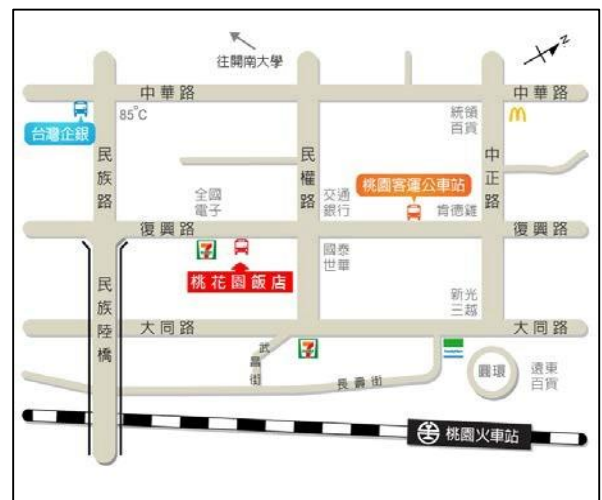 N
往開南大學
中華路
中華路
85°C
台灣企銀
統領
百貨
民族路
民權路
中正路
全國
電子
交通
銀行
桃園客運公車站
肯德雞
復興路
復興路
7
桃花園飯店
國泰
世華
民族陸橋
新光
三越
大同路
大同路
武昌街
7
長壽街
圓環
遠東
百貨
桃園火車站